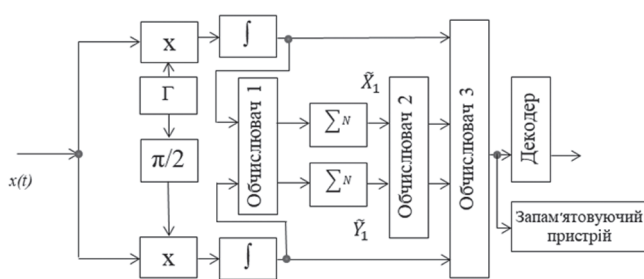 X
∫
Г
π/2
x(t)
X
∫
Обчислювач 1
∑N
∑N
X̃₁
Ỹ₁
Обчислювач 2
Обчислювач 3
Декодер
Запам'ятовуючий
пристрій